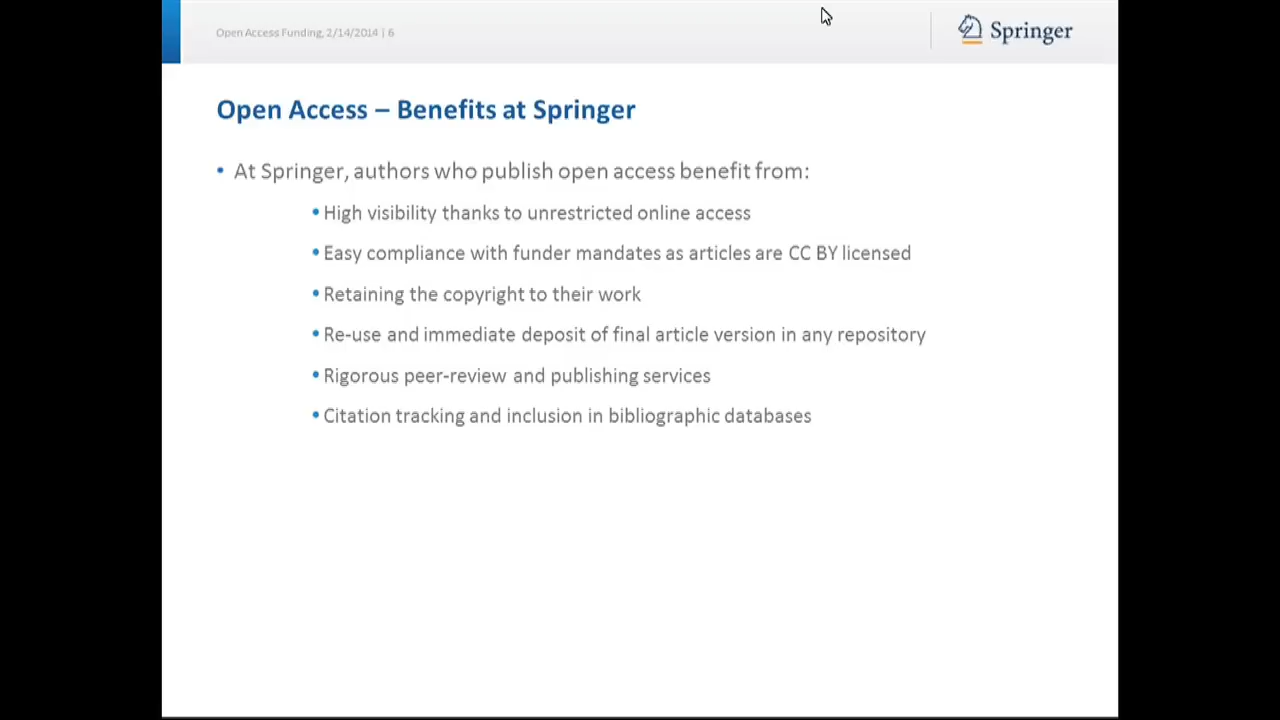 Open Access Funding, 2/14/2014 | 6
Springer
Open Access – Benefits at Springer
• At Springer, authors who publish open access benefit from:
• High visibility thanks to unrestricted online access
• Easy compliance with funder mandates as articles are CC BY licensed
• Retaining the copyright to their work
• Re-use and immediate deposit of final article version in any repository
• Rigorous peer-review and publishing services
• Citation tracking and inclusion in bibliographic databases